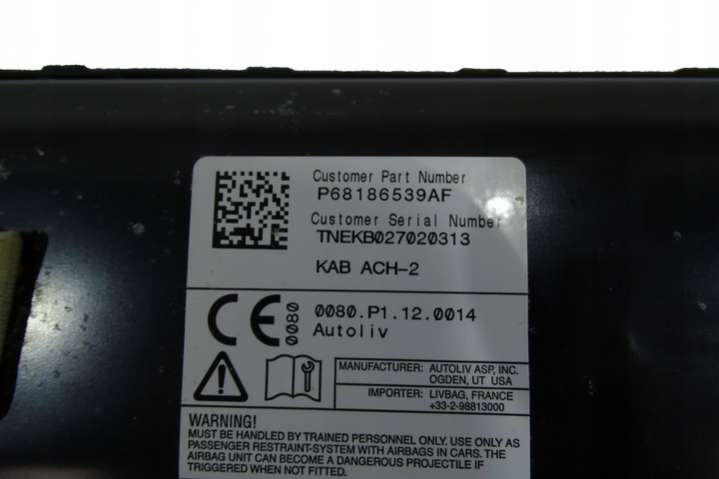 Customer Part Number
P68186539AF
Customer Serial Number
TNEKB027020313
KAB ACH-2
CE 0080
0080.P1.12.0014
Autoliv
MANUFACTURER: AUTOLIV ASP, INC.
OGDEN, UT USA
IMPORTER: LIVBAG, FRANCE
+33-2-98813000
WARNING!
MUST BE HANDLED BY TRAINED PERSONNEL ONLY. USE ONLY AS
PASSENGER RESTRAINT-SYSTEM WITH AIRBAGS IN CARS. THE
AIRBAG UNIT CAN BECOME A DANGEROUS PROJECTILE IF
TRIGGERED WHEN NOT FITTED.